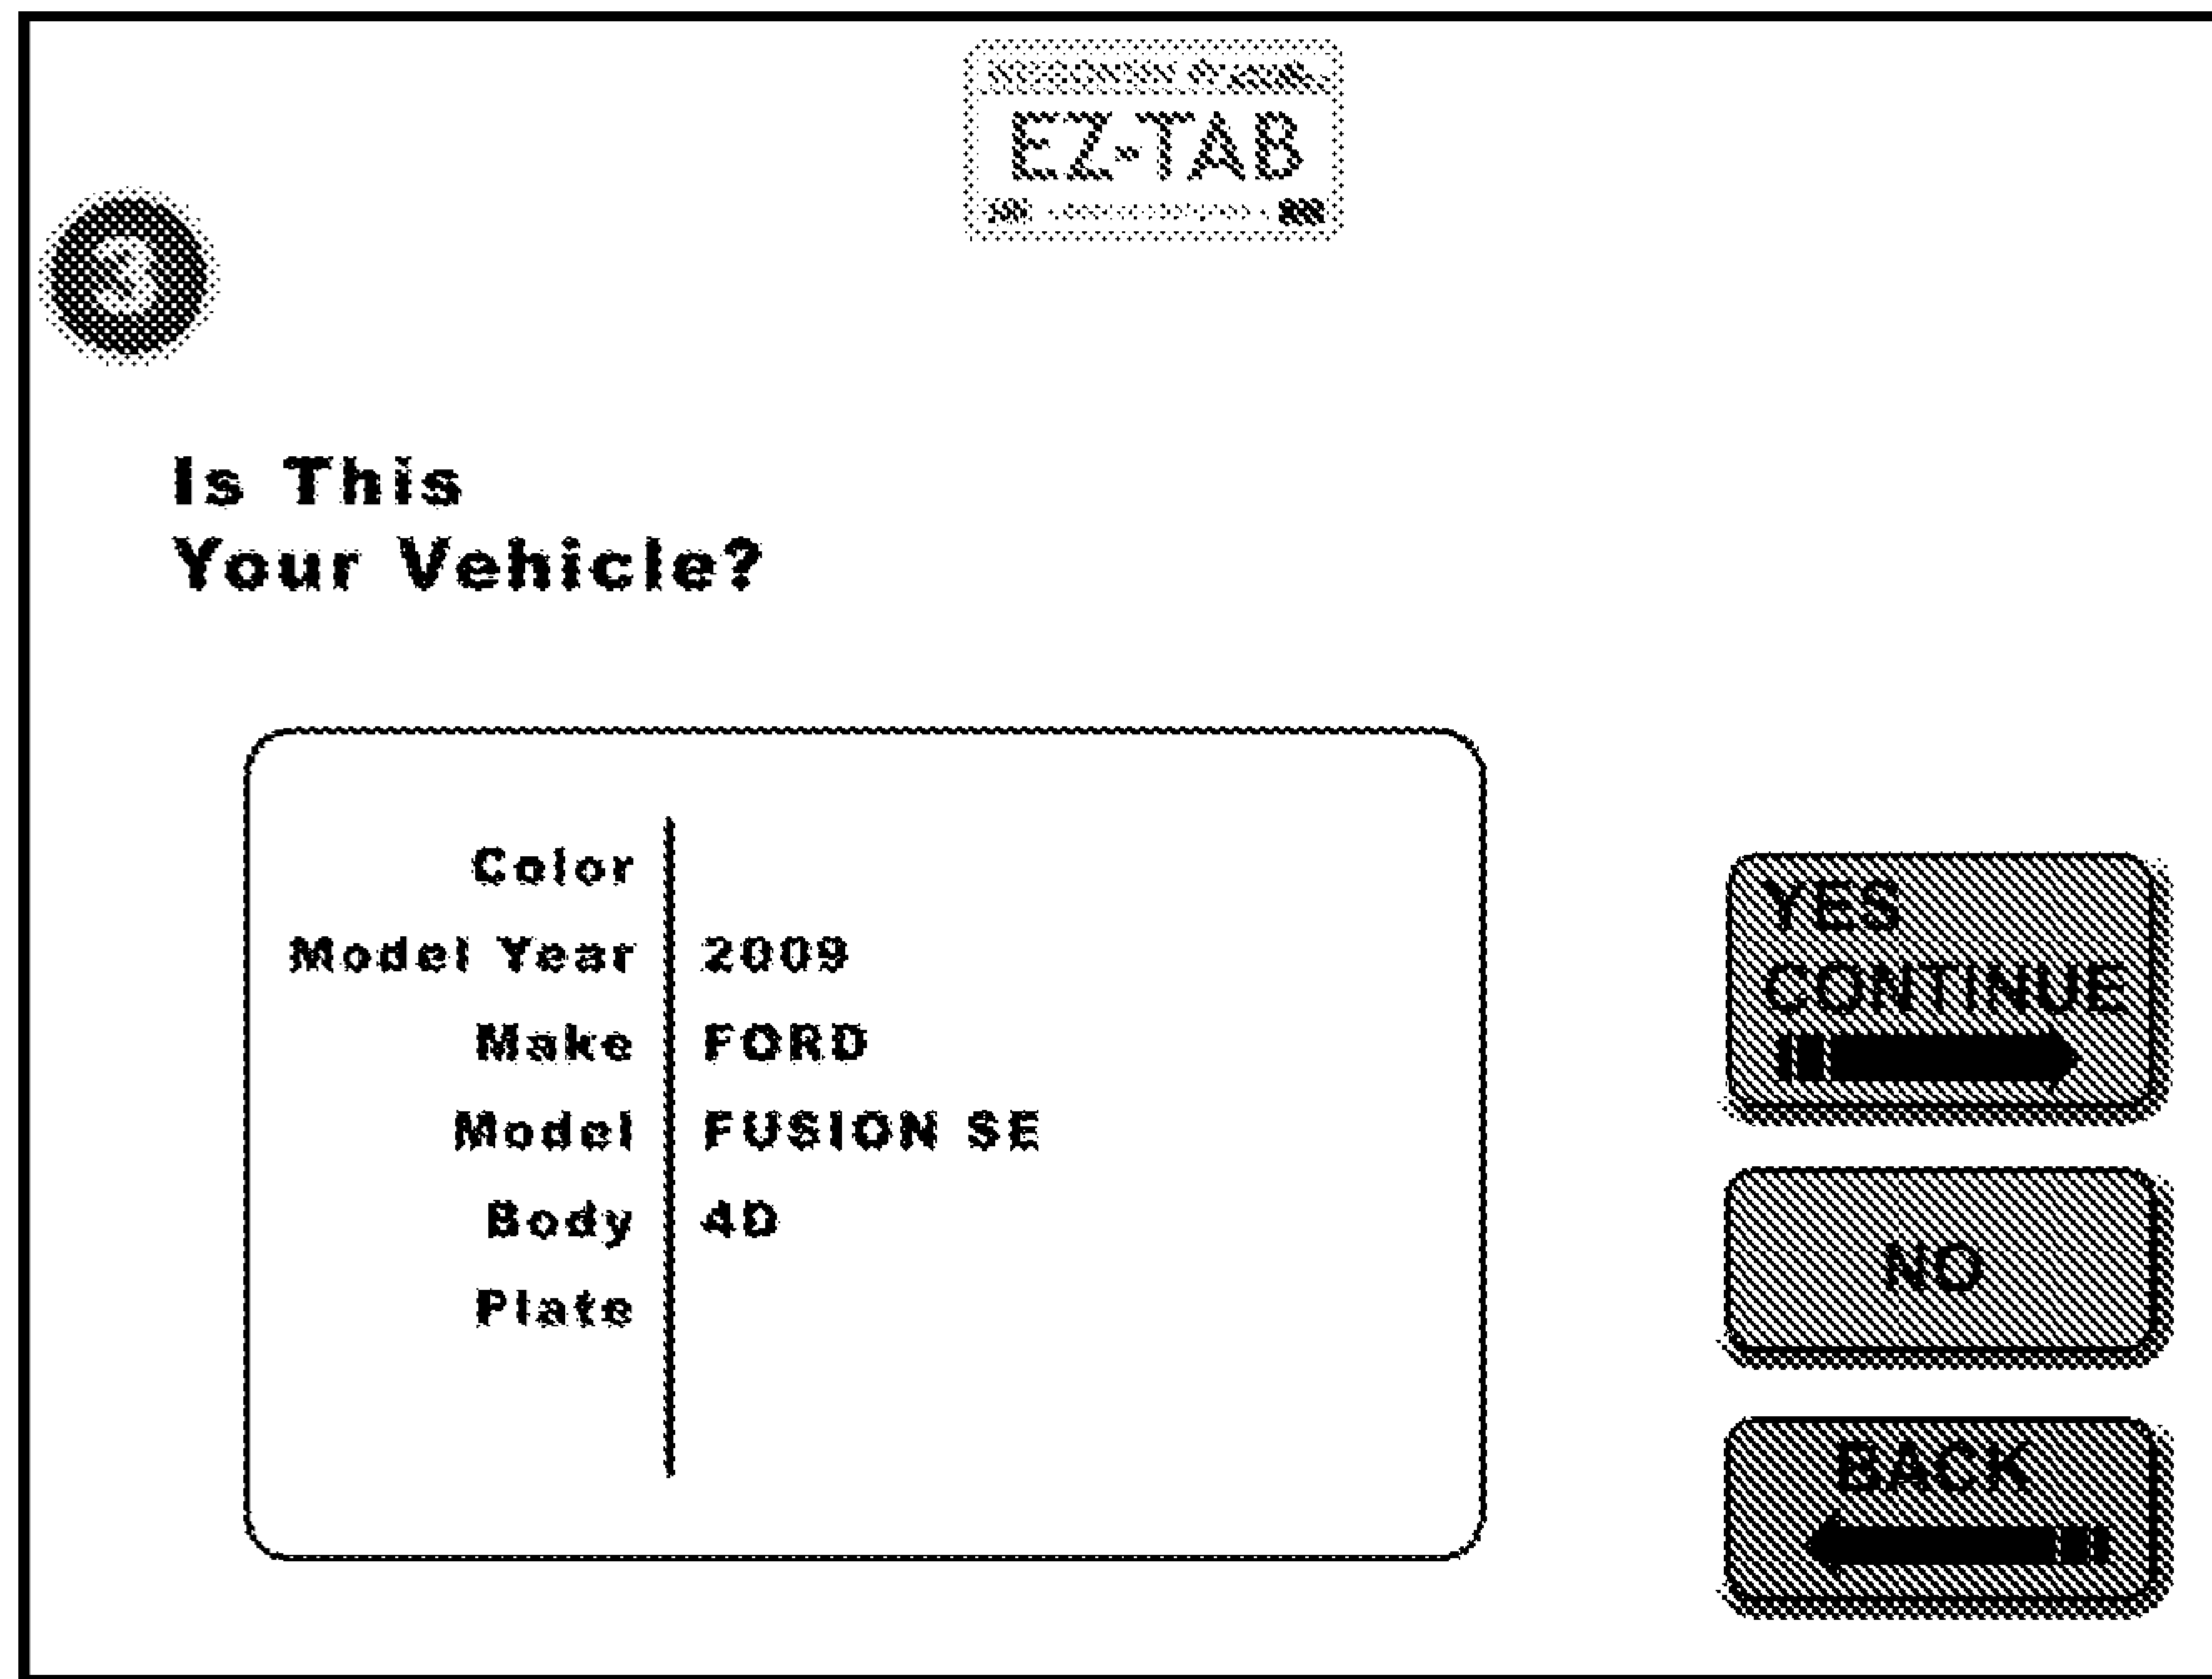 EZ-TAB
3
Is This
Your Vehicle?
Color
Model Year 2009
Make FORD
Model FUSION SE
Body 4D
Plate
YES
CONTINUE
NO
BACK